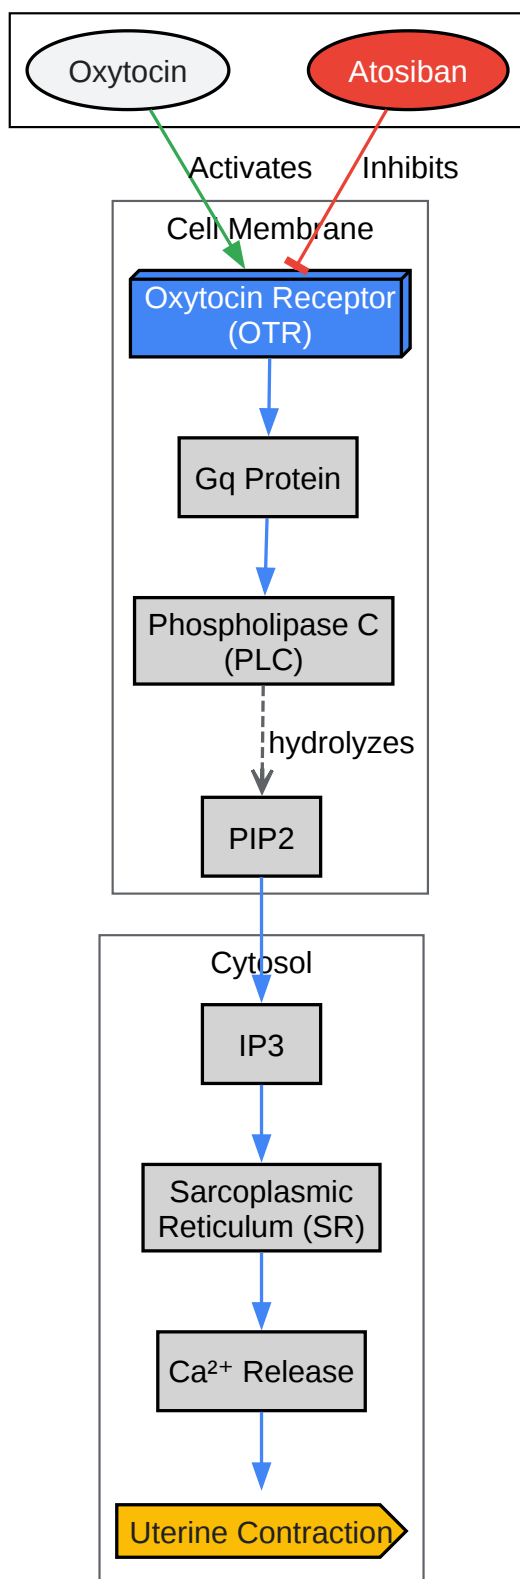 Oxytocin
Atosiban
Activates
Inhibits
Cell Membrane
Oxytocin Receptor
(OTR)
Gq Protein
Phospholipase C
(PLC)
hydrolyzes
PIP2
Cytosol
IP3
Sarcoplasmic
Reticulum (SR)
Ca²⁺ Release
Uterine Contraction